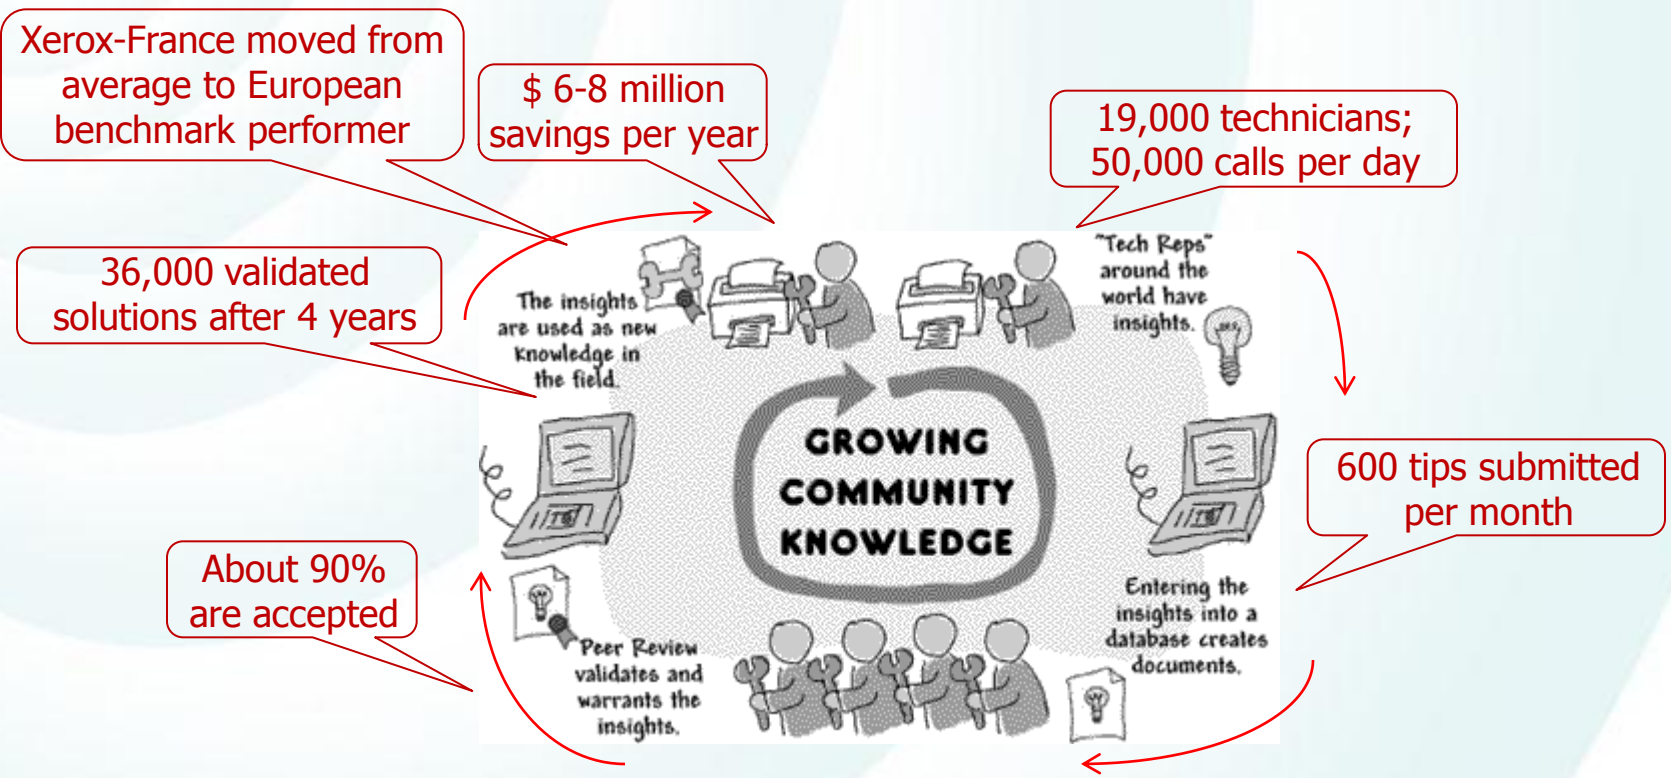 Xerox-France moved from
average to European
benchmark performer
$ 6-8 million
savings per year
19,000 technicians;
50,000 calls per day
36,000 validated
solutions after 4 years
The insights
are used as new
Knowledge in
the field.
"Tech Reps"
around the
world have
insights.
GROWING
COMMUNITY
KNOWLEDGE
600 tips submitted
per month
About 90%
are accepted
Peer Review
validates and
warrants the
insights.
Entering the
insights into a
database creates
documents.